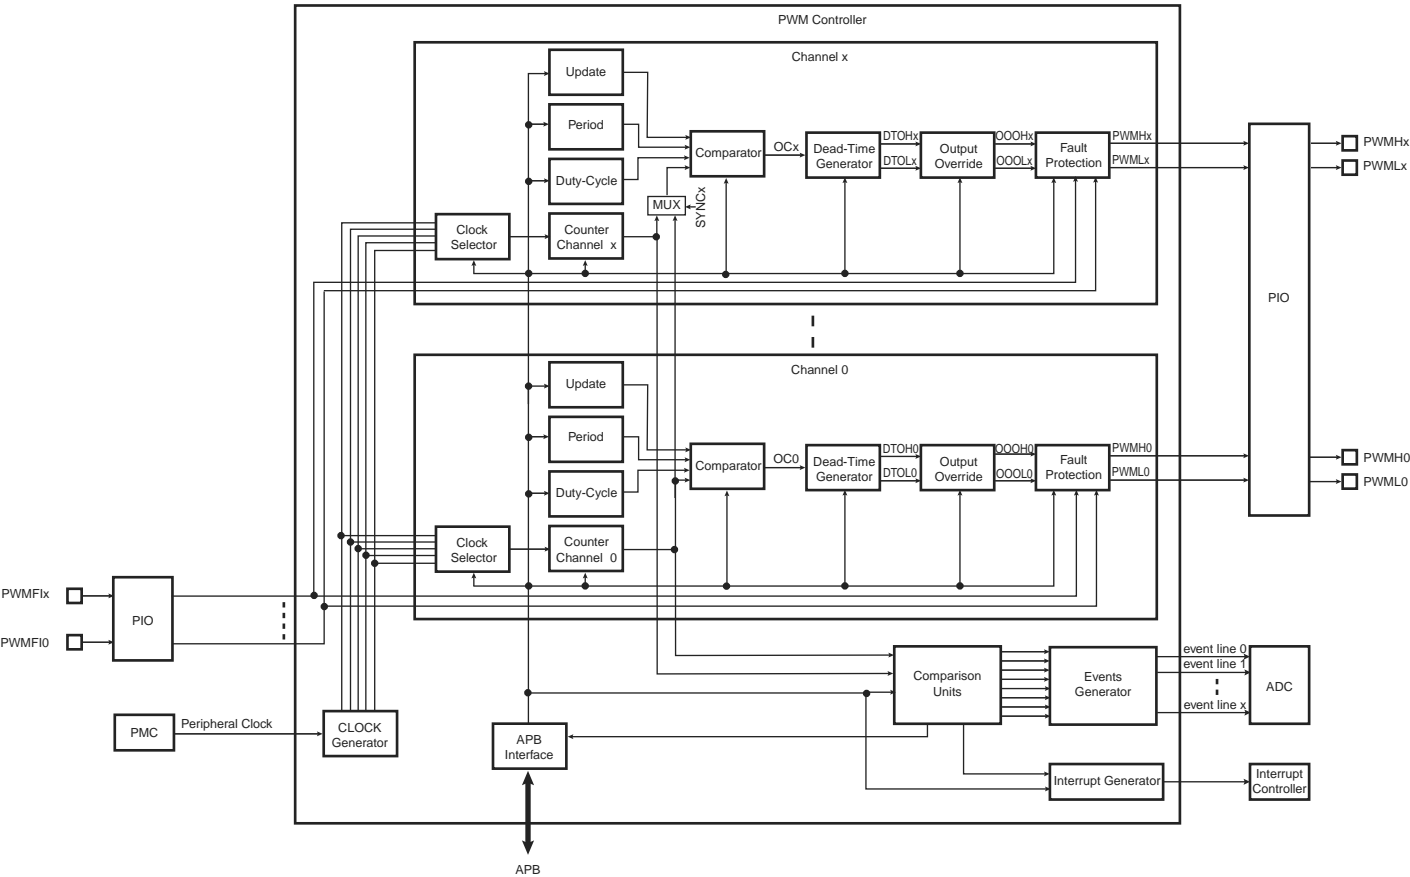 PWM Controller
Channel x
Update
Period
Comparator
OCx
Dead-Time
Generator
DTOHx
DTOLx
Output
Override
OOOHx
OOOLx
Fault
Protection
PWMHx
PWMLx
PWMHx
PWMLx
Duty-Cycle
MUX
SYNCx
Clock
Selector
Counter
Channel x
PIO
Channel 0
Update
Period
Comparator
OC0
Dead-Time
Generator
DTOH0
DTOL0
Output
Override
OOOH0
OOOL0
Fault
Protection
PWMH0
PWML0
PWMH0
PWML0
Duty-Cycle
Clock
Selector
Counter
Channel 0
PWMFIx
PWMFI0
PIO
Comparison
Units
Events
Generator
event line 0
event line 1
event line x
ADC
PMC
Peripheral Clock
CLOCK
Generator
APB
Interface
Interrupt Generator
Interrupt
Controller
APB